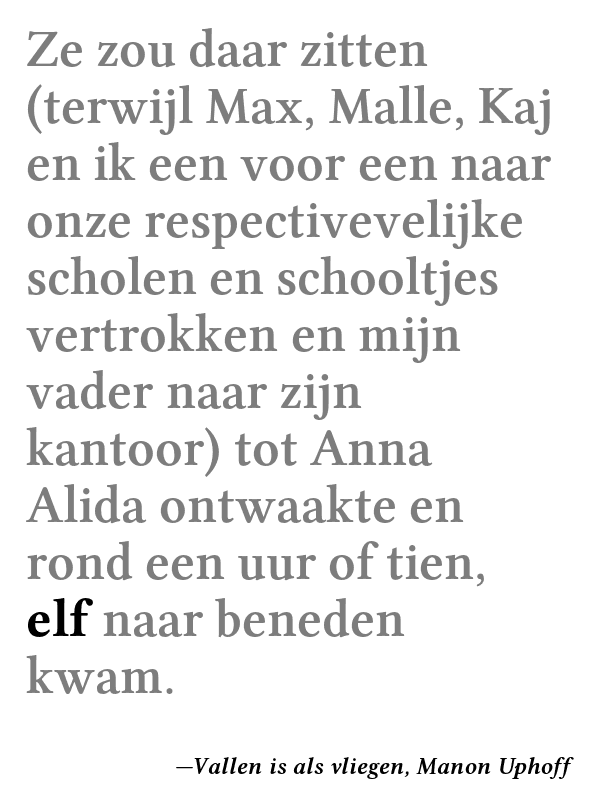 Ze zou daar zitten
(terwijl Max, Malle, Kaj
en ik een voor een naar
onze respectivevelijke
scholen en schooltjes
vertrokken en mijn
vader naar zijn
kantoor) tot Anna
Alida ontwaakte en
rond een uur of tien,
elf naar beneden
kwam.
—Vallen is als vliegen, Manon Uphoff